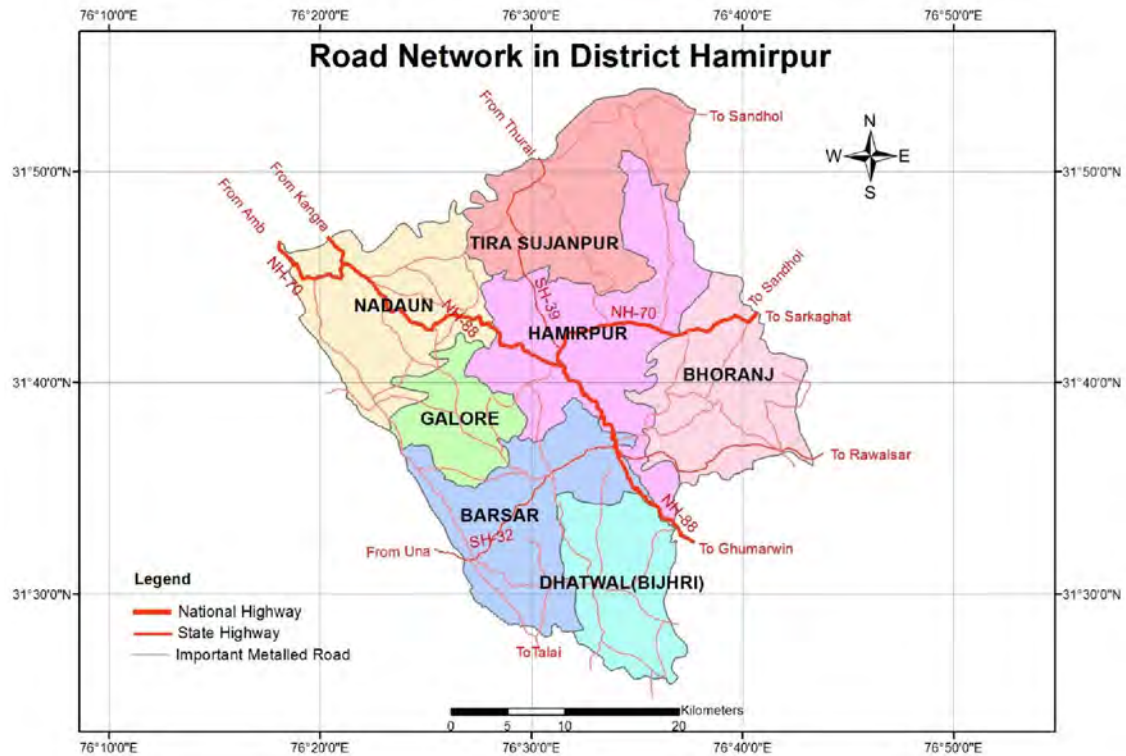 76°10'0"E 76°20'0"E 76°30'0"E 76°40'0"E 76°50'0"E
Road Network in District Hamirpur
From Thural
To Sandhol
N
W E
S
31°50'0"N 31°50'0"N
From Kangra
From Amb
TIRA SUJANPUR
NH-70
NADAUN
SH-39
To Sandhol
NH-88
NH-70
To Sarkaghat
HAMIRPUR
BHORANJ
31°40'0"N 31°40'0"N
GALORE
To Rawalsar
BARSAR
NH-88
SH-32
From Una
To Ghumarwin
DHATWAL(BIJHRI)
31°30'0"N 31°30'0"N
Legend
National Highway
State Highway
Important Metalled Road
ToTalai
Kilometers
0 5 10 20
76°10'0"E 76°20'0"E 76°30'0"E 76°40'0"E 76°50'0"E